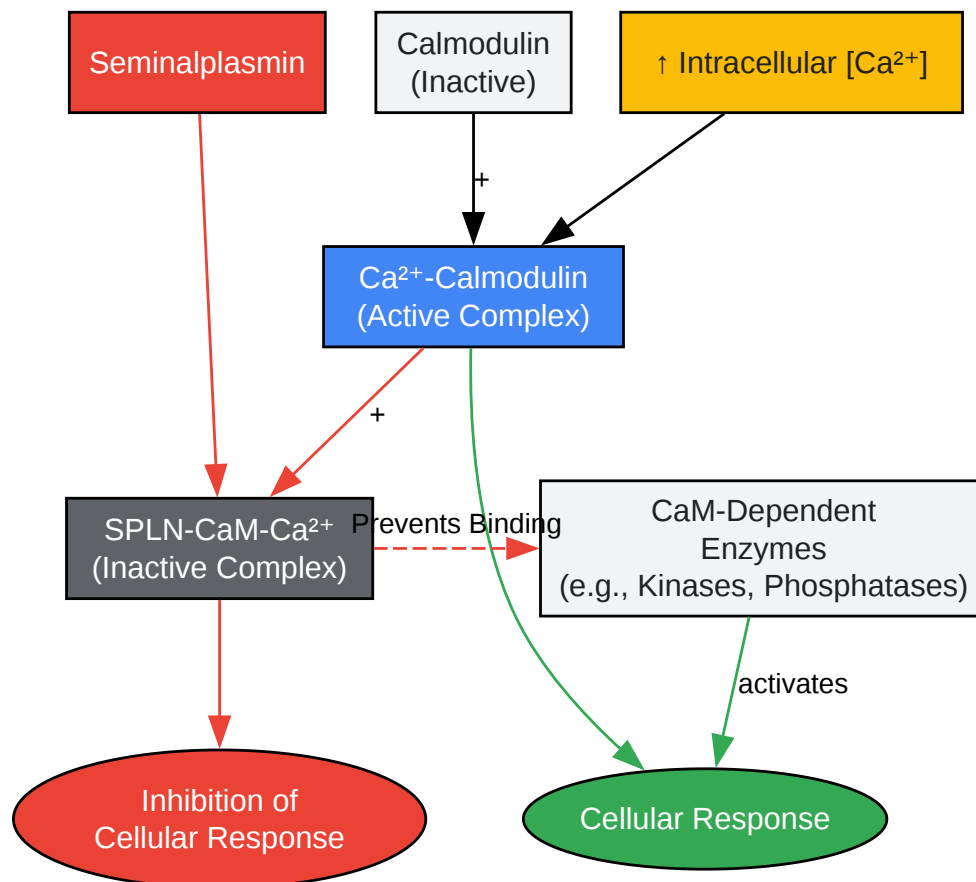 Seminalplasmin
Calmodulin
(Inactive)
↑ Intracellular [Ca²⁺]
+
Ca²⁺-Calmodulin
(Active Complex)
+
SPLN-CaM-Ca²⁺
(Inactive Complex)
Prevents Binding
CaM-Dependent
Enzymes
(e.g., Kinases, Phosphatases)
activates
Inhibition of
Cellular Response
Cellular Response